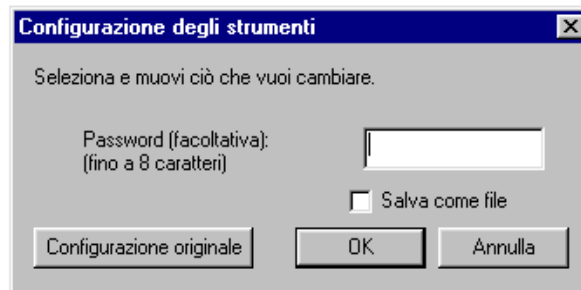 Configurazione degli strumenti
Seleziona e muovi ciò che vuoi cambiare.
Password (facoltativa):
(fino a 8 caratteri)
Salva come file
Configurazione originale
OK
Annulla